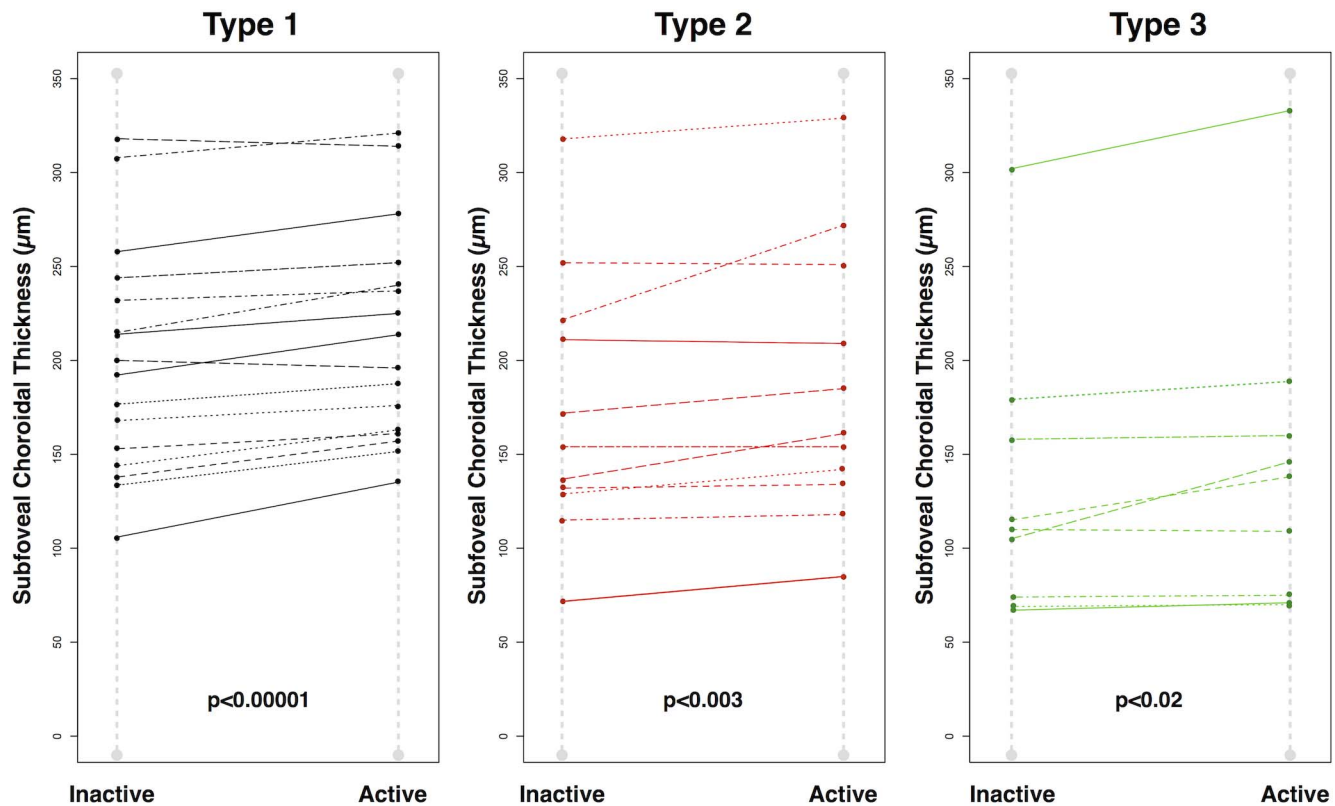 Type 1
Subfoveal Choroidal Thickness (μm)
350
300
250
200
150
100
50
0
p<0.00001
Inactive
Active
Type 2
Subfoveal Choroidal Thickness (μm)
350
300
250
200
150
100
50
0
p<0.003
Inactive
Active
Type 3
Subfoveal Choroidal Thickness (μm)
350
300
250
200
150
100
50
0
p<0.02
Inactive
Active